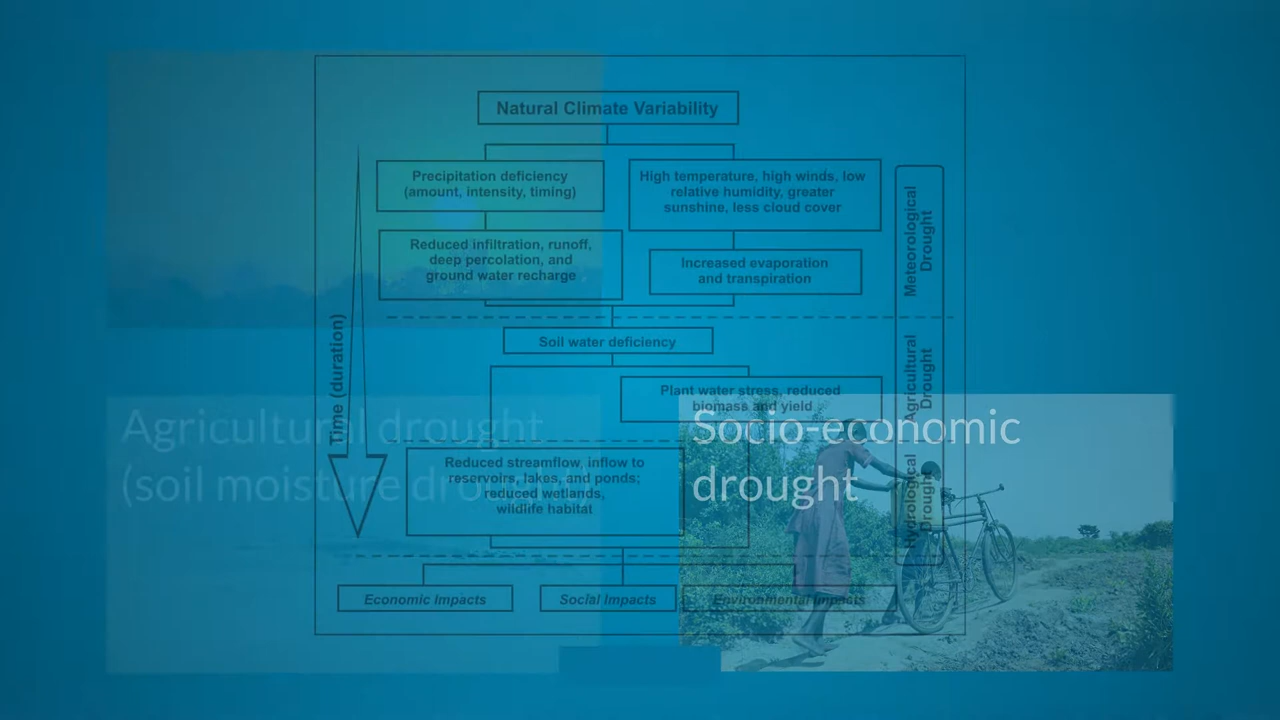 Natural Climate Variability
Precipitation deficiency
(amount, intensity, timing)
High temperature, high winds, low
relative humidity, greater
sunshine, less cloud cover
Reduced infiltration, runoff,
deep percolation, and
ground water recharge
Increased evaporation
and transpiration
Meteorological
Drought
Time (duration)
Soil water deficiency
Plant water stress, reduced
biomass and yield
Agricultural
Drought
Agricultural drought
(soil moisture drought)
Socio-economic
drought
Reduced streamflow, inflow to
reservoirs, lakes, and ponds;
reduced wetlands,
wildlife habitat
Hydrological
Drought
Economic Impacts
Social Impacts
Environmental Impacts